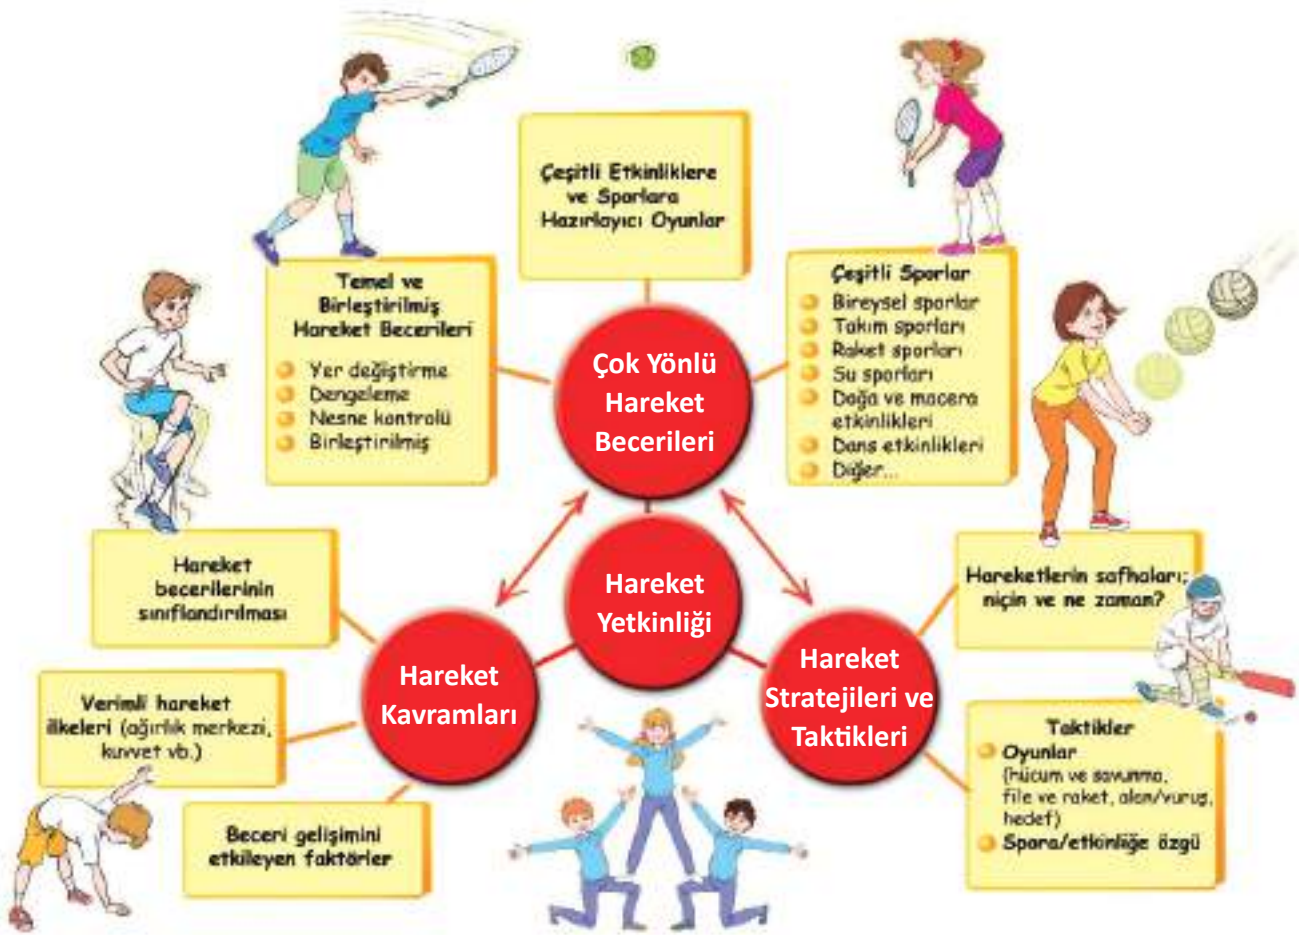 Çeşitli Etkinliklere
ve Sporlara
Hazırlayıcı Oyunlar
Temel ve
Birleştirilmiş
Hareket Becerileri
Yer değiştirme
Dengeleme
Nesne kontrolü
Birleştirilmiş
Çeşitli Sporlar
Bireysel sporlar
Takım sporları
Raket sporları
Su sporları
Doğa ve macera
etkinlikleri
Dans etkinlikleri
Diğer...
Çok Yönlü
Hareket
Becerileri
Hareket
becerilerinin
sınıflandırılması
Hareket
Yetkinliği
Hareketlerin safhaları;
niçin ve ne zaman?
Hareket
Kavramları
Hareket
Stratejileri ve
Taktikleri
Verimli hareket
ilkeleri (ağırlık merkezi,
kuvvet vb.)
Taktikler
Oyunlar
(hücum ve savunma,
file ve raket, alan/vuruş,
hedef)
Spora/etkinliğe özgü
Beceri gelişimini
etkileyen faktörler